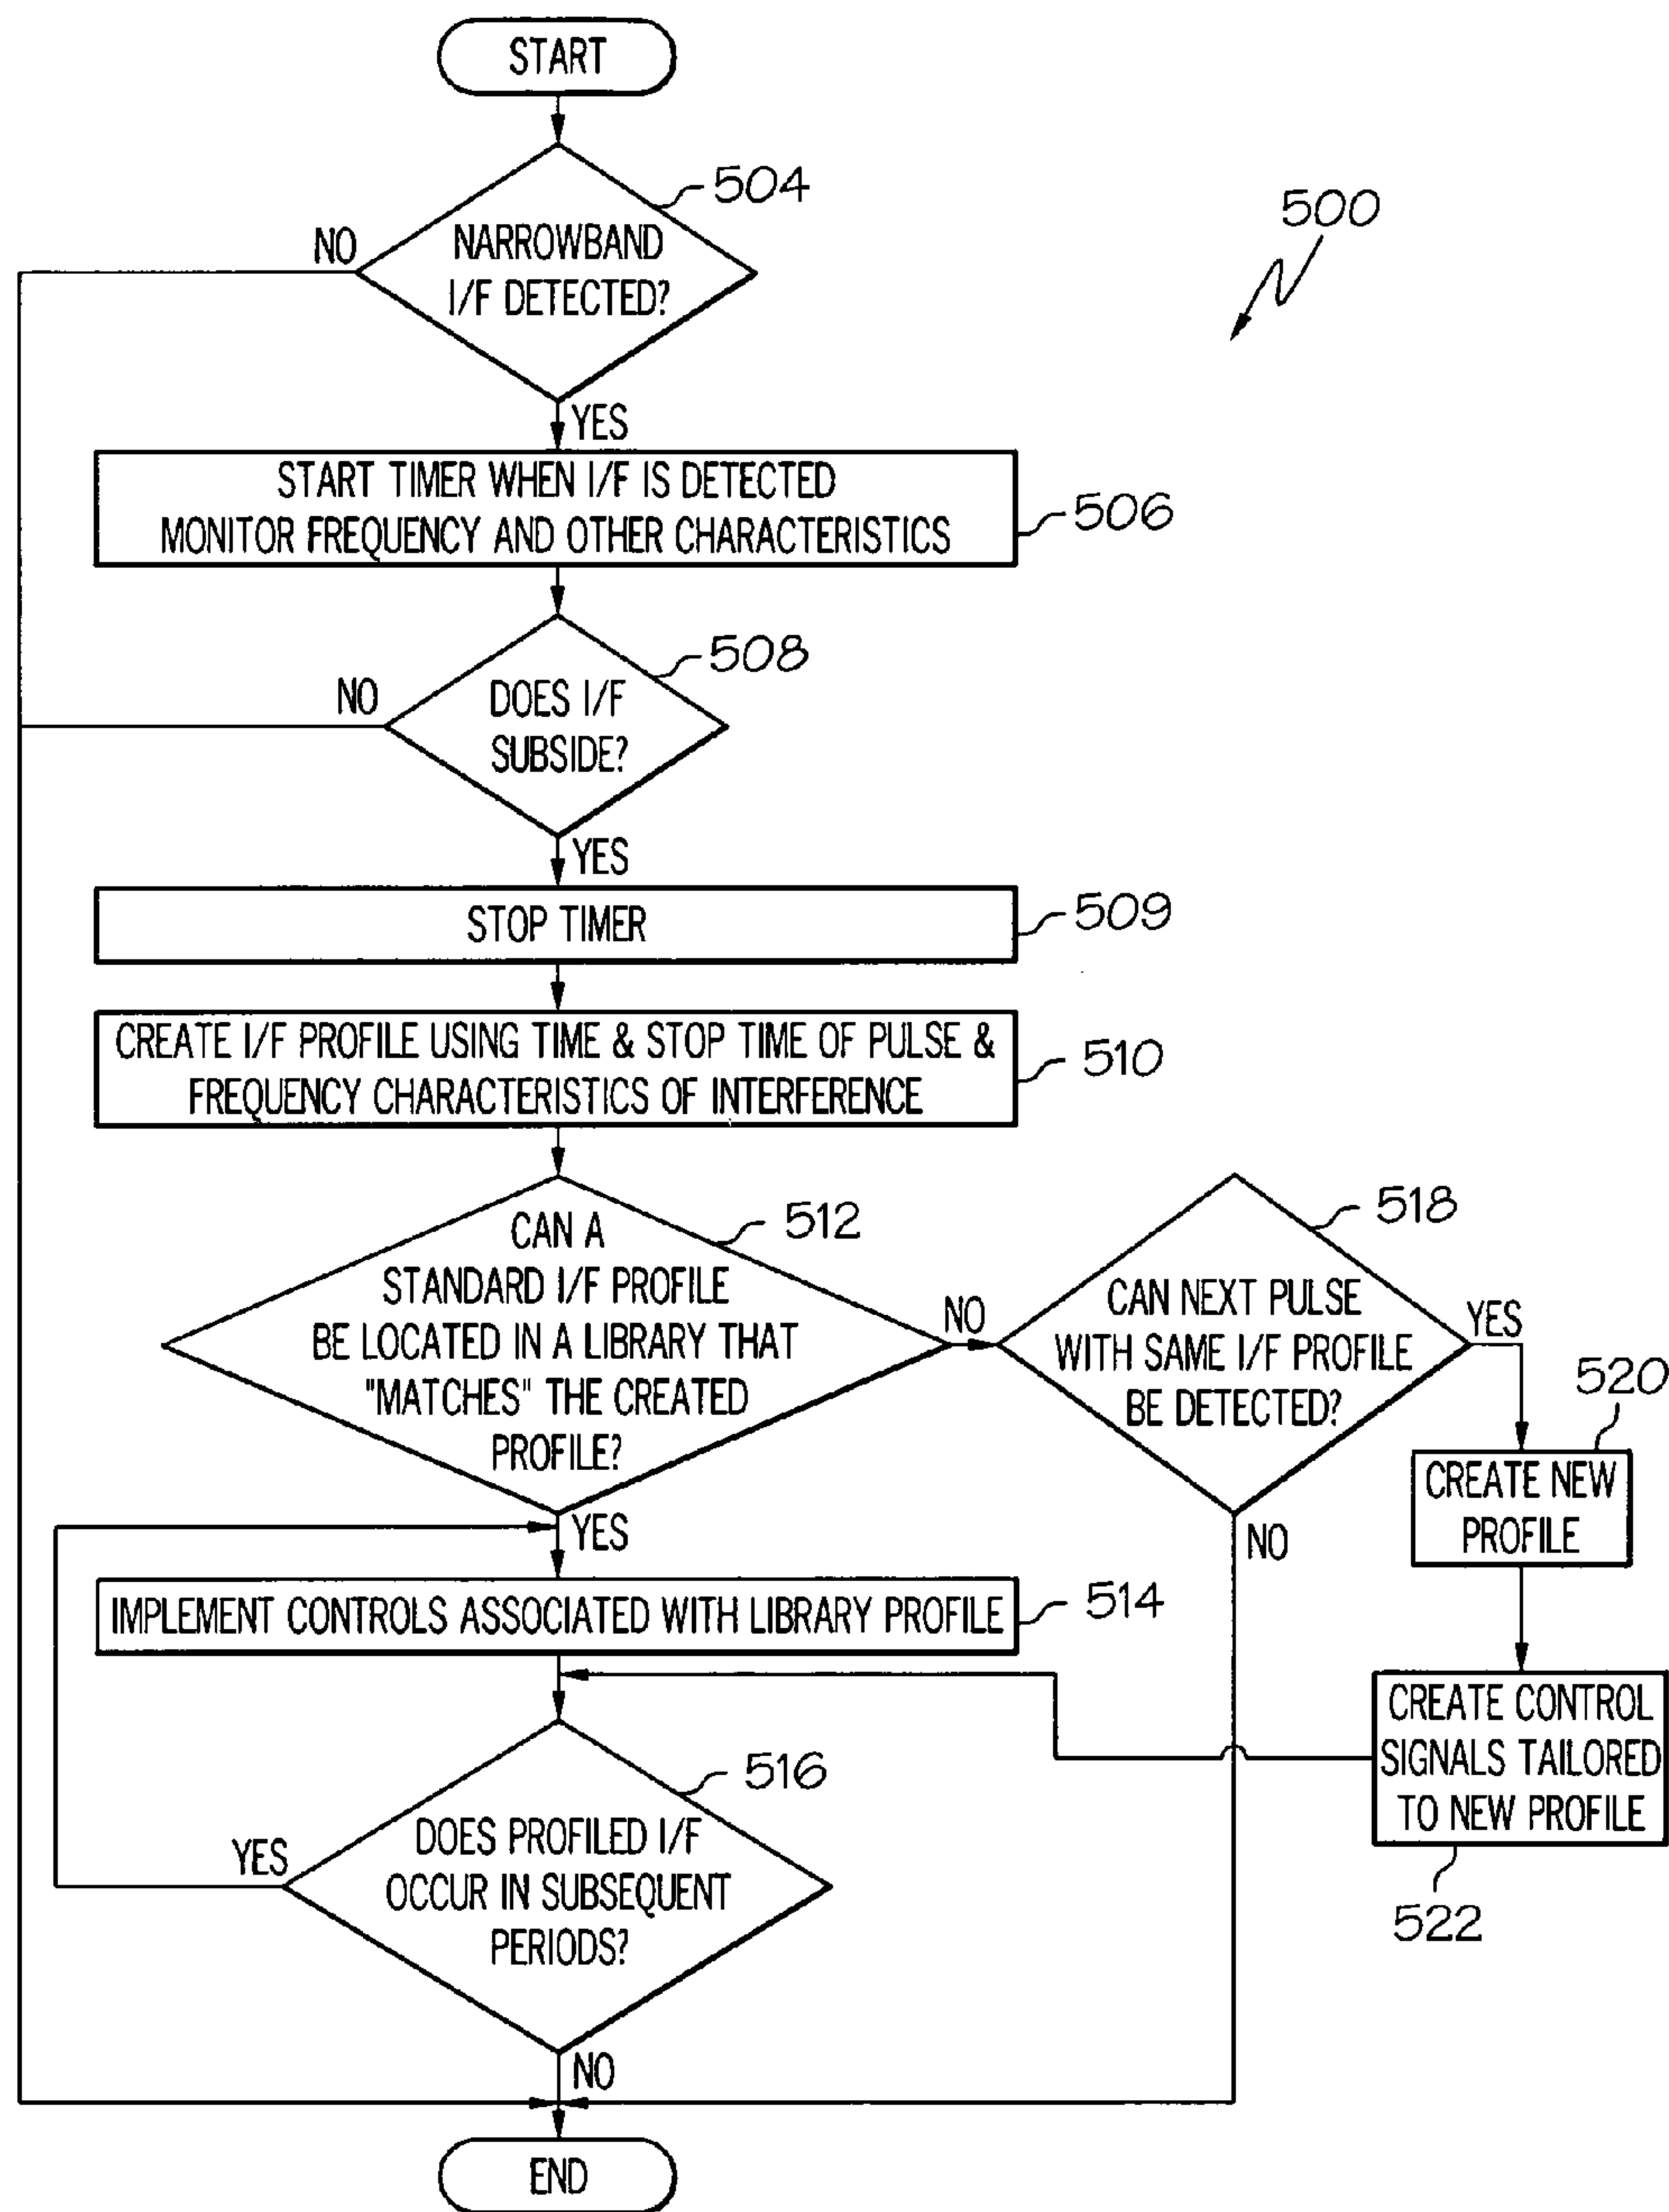 START
504
500
NO
NARROWBAND
I/F DETECTED?
YES
START TIMER WHEN I/F IS DETECTED
MONITOR FREQUENCY AND OTHER CHARACTERISTICS
506
508
NO
DOES I/F
SUBSIDE?
YES
STOP TIMER
509
CREATE I/F PROFILE USING TIME & STOP TIME OF PULSE &
FREQUENCY CHARACTERISTICS OF INTERFERENCE
510
512
CAN A
STANDARD I/F PROFILE
BE LOCATED IN A LIBRARY THAT
"MATCHES" THE CREATED
PROFILE?
NO
518
CAN NEXT PULSE
WITH SAME I/F PROFILE
BE DETECTED?
YES
520
CREATE NEW
PROFILE
YES
NO
IMPLEMENT CONTROLS ASSOCIATED WITH LIBRARY PROFILE
514
CREATE CONTROL
SIGNALS TAILORED
TO NEW PROFILE
522
516
YES
DOES PROFILED I/F
OCCUR IN SUBSEQUENT
PERIODS?
NO
END